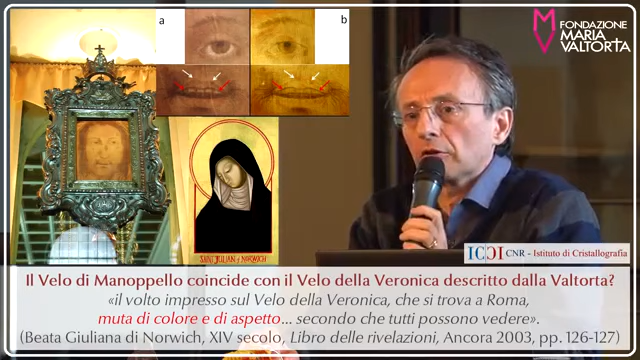 a
b
FONDAZIONE
MARIA
VALTORTA
SAINT JULIAN of NORWICH
ICCI CNR - Istituto di Cristallografia
Il Velo di Manoppello coincide con il Velo della Veronica descritto dalla Valtorta?
«il volto impresso sul Velo della Veronica, che si trova a Roma,
muta di colore e di aspetto... secondo che tutti possono vedere».
(Beata Giuliana di Norwich, XIV secolo, Libro delle rivelazioni, Ancora 2003, pp. 126-127)